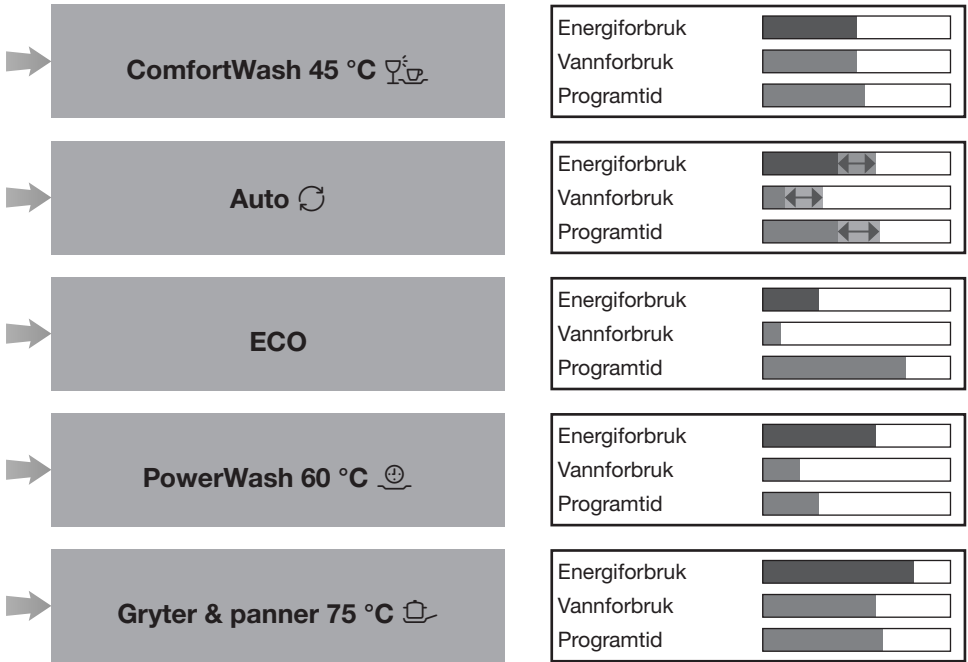 ComfortWash 45 °C
Energiforbruk
Vannforbruk
Programtid
Auto
Energiforbruk
Vannforbruk
Programtid
ECO
Energiforbruk
Vannforbruk
Programtid
PowerWash 60 °C
Energiforbruk
Vannforbruk
Programtid
Gryter & panner 75 °C
Energiforbruk
Vannforbruk
Programtid